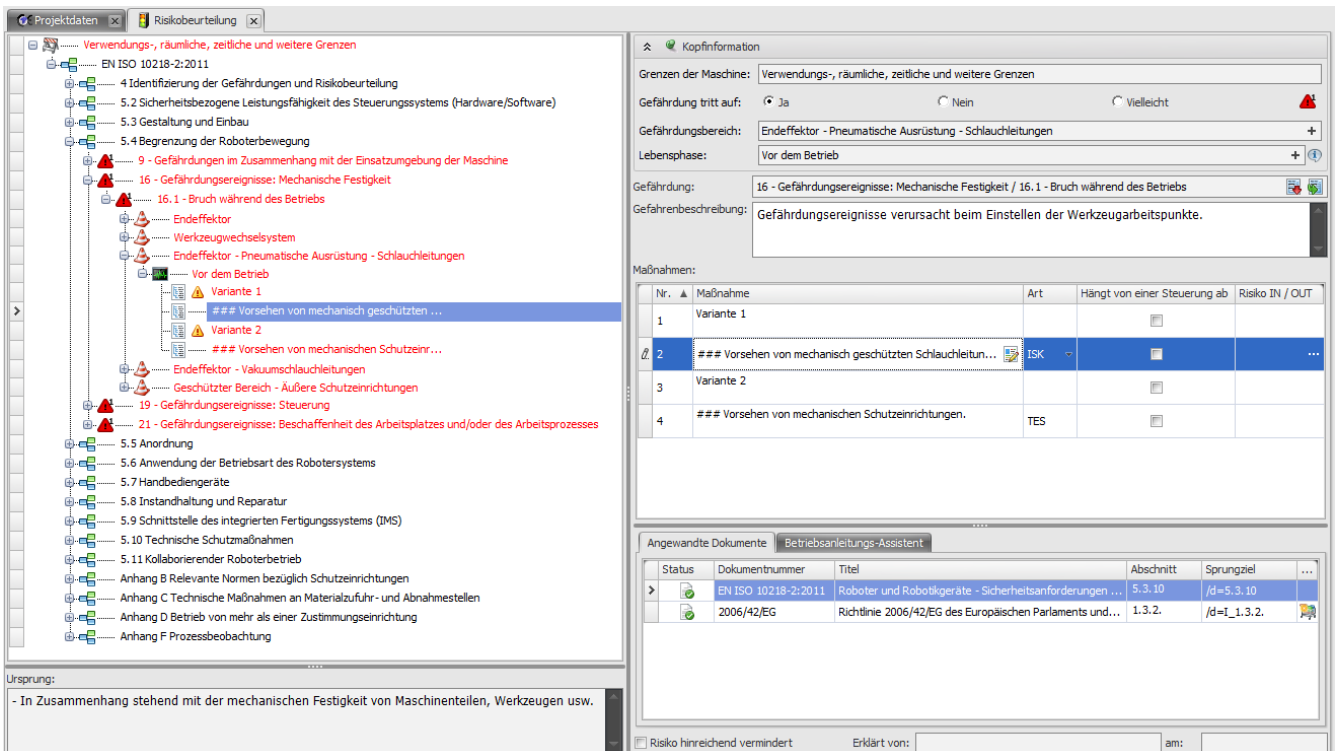 Projektdaten
Risikobeurteilung
Verwendungs-, räumliche, zeitliche und weitere Grenzen
EN ISO 10218-2:2011
4 Identifizierung der Gefährdungen und Risikobeurteilung
5.2 Sicherheitsbezogene Leistungsfähigkeit des Steuerungssystems (Hardware/Software)
5.3 Gestaltung und Einbau
5.4 Begrenzung der Roboterbewegung
9 - Gefährdungen im Zusammenhang mit der Einsatzumgebung der Maschine
16 - Gefährdungsereignisse: Mechanische Festigkeit
16.1 - Bruch während des Betriebs
Endeffektor
Werkzeugwechselsystem
Endeffektor - Pneumatische Ausrüstung - Schlauchleitungen
Vor dem Betrieb
Variante 1
### Vorsehen von mechanisch geschützten ...
Variante 2
### Vorsehen von mechanischen Schutzeinr...
Endeffektor - Vakuumschlauchleitungen
Geschützter Bereich - Äußere Schutzeinrichtungen
19 - Gefährdungsereignisse: Steuerung
21 - Gefährdungsereignisse: Beschaffenheit des Arbeitsplatzes und/oder des Arbeitsprozesses
5.5 Anordnung
5.6 Anwendung der Betriebsart des Robotersystems
5.7 Handbediengeräte
5.8 Instandhaltung und Reparatur
5.9 Schnittstelle des integrierten Fertigungssystems (IMS)
5.10 Technische Schutzmaßnahmen
5.11 Kollaborierender Roboterbetrieb
Anhang B Relevante Normen bezüglich Schutzeinrichtungen
Anhang C Technische Maßnahmen an Materialzufuhr- und Abnahmestellen
Anhang D Betrieb von mehr als einer Zustimmungseinrichtung
Anhang F Prozessbeobachtung
Ursprung:
- In Zusammenhang stehend mit der mechanischen Festigkeit von Maschinenteilen, Werkzeugen usw.
Kopfinformation
Grenzen der Maschine: Verwendungs-, räumliche, zeitliche und weitere Grenzen
Gefährdung tritt auf: Ja Nein Vielleicht
Gefährdungsbereich: Endeffektor - Pneumatische Ausrüstung - Schlauchleitungen +
Lebensphase: Vor dem Betrieb +
Gefährdung: 16 - Gefährdungsereignisse: Mechanische Festigkeit / 16.1 - Bruch während des Betriebs
Gefahrenbeschreibung: Gefährdungsereignisse verursacht beim Einstellen der Werkzeugarbeitspunkte.
Maßnahmen:
Nr. Maßnahme Art Hängt von einer Steuerung ab Risiko IN / OUT
1 Variante 1
2 ### Vorsehen von mechanisch geschützten Schlauchleitun... ISK ...
3 Variante 2
4 ### Vorsehen von mechanischen Schutzeinrichtungen. TES
Angewandte Dokumente Betriebsanleitungs-Assistent
Status Dokumentnummer Titel Abschnitt Sprungziel ...
EN ISO 10218-2:2011 Roboter und Robotikgeräte - Sicherheitsanforderungen ... 5.3.10 /d=5.3.10
2006/42/EG Richtlinie 2006/42/EG des Europäischen Parlaments und... 1.3.2. /d=I_1.3.2.
Risiko hinreichend vermindert Erklärt von: am: